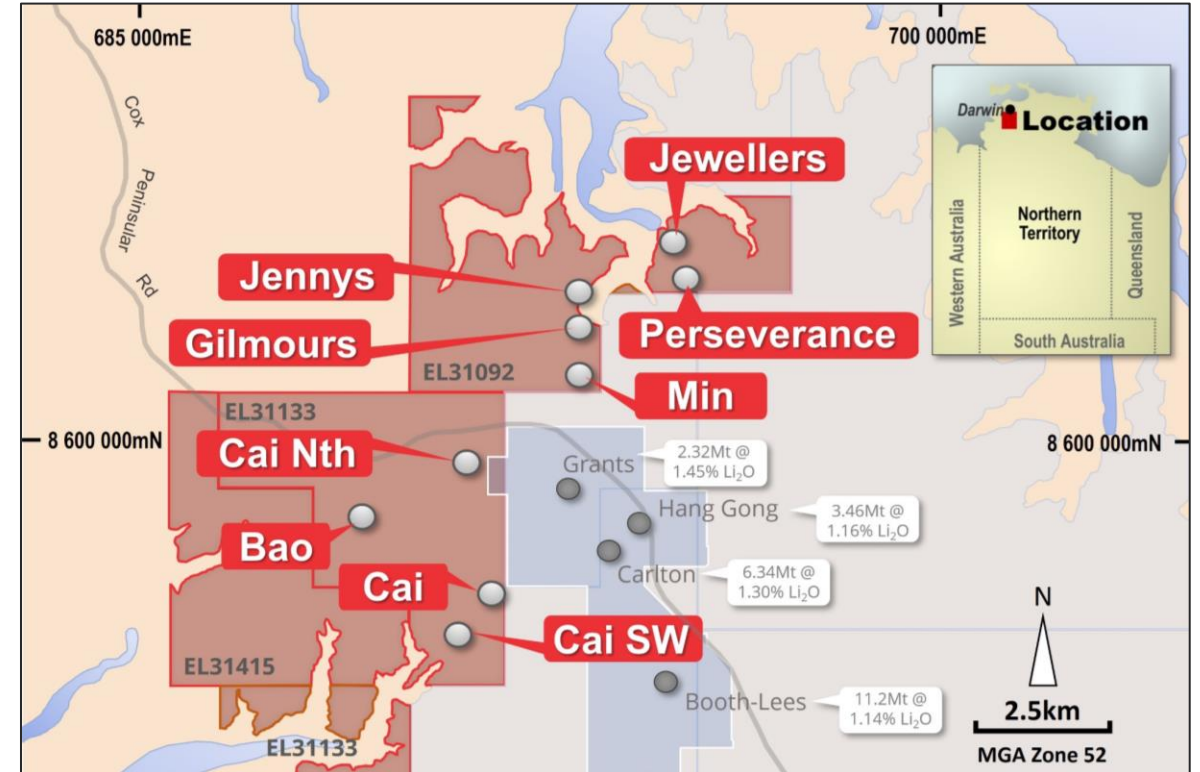 685 000mE
700 000mE
Cox
Peninsular
Rd
Darwin
Location
Northern
Territory
Western Australia
Queensland
South Australia
Jewellers
Jennys
Gilmours
Perseverance
EL31092
Min
EL31133
8 600 000mN
8 600 000mN
Cai Nth
Grants
2.32Mt @
1.45% Li₂O
Hang Gong
3.46Mt @
1.16% Li₂O
Bao
Carlton
6.34Mt @
1.30% Li₂O
Cai
Cai SW
EL31415
Booth-Lees
11.2Mt @
1.14% Li₂O
EL31133
N
2.5km
MGA Zone 52